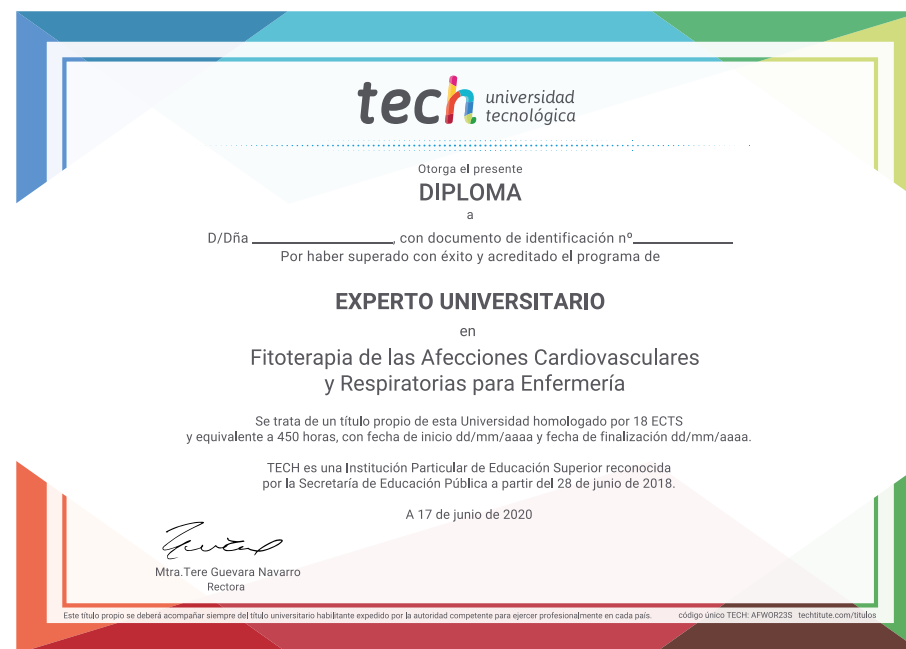 tech universidad
tecnológica
Otorga el presente
DIPLOMA
a
D/Dña ____________________, con documento de identificación nº______________
Por haber superado con éxito y acreditado el programa de
EXPERTO UNIVERSITARIO
en
Fitoterapia de las Afecciones Cardiovasculares
y Respiratorias para Enfermería
Se trata de un título propio de esta Universidad homologado por 18 ECTS
y equivalente a 450 horas, con fecha de inicio dd/mm/aaaa y fecha de finalización dd/mm/aaaa.
TECH es una Institución Particular de Educación Superior reconocida
por la Secretaría de Educación Pública a partir del 28 de junio de 2018.
A 17 de junio de 2020
Mtra.Tere Guevara Navarro
Rectora
Este título propio se deberá acompañar siempre del título universitario habilitante expedido por la autoridad competente para ejercer profesionalmente en cada país. código único TECH: AFWOR23S techtitute.com/titulos